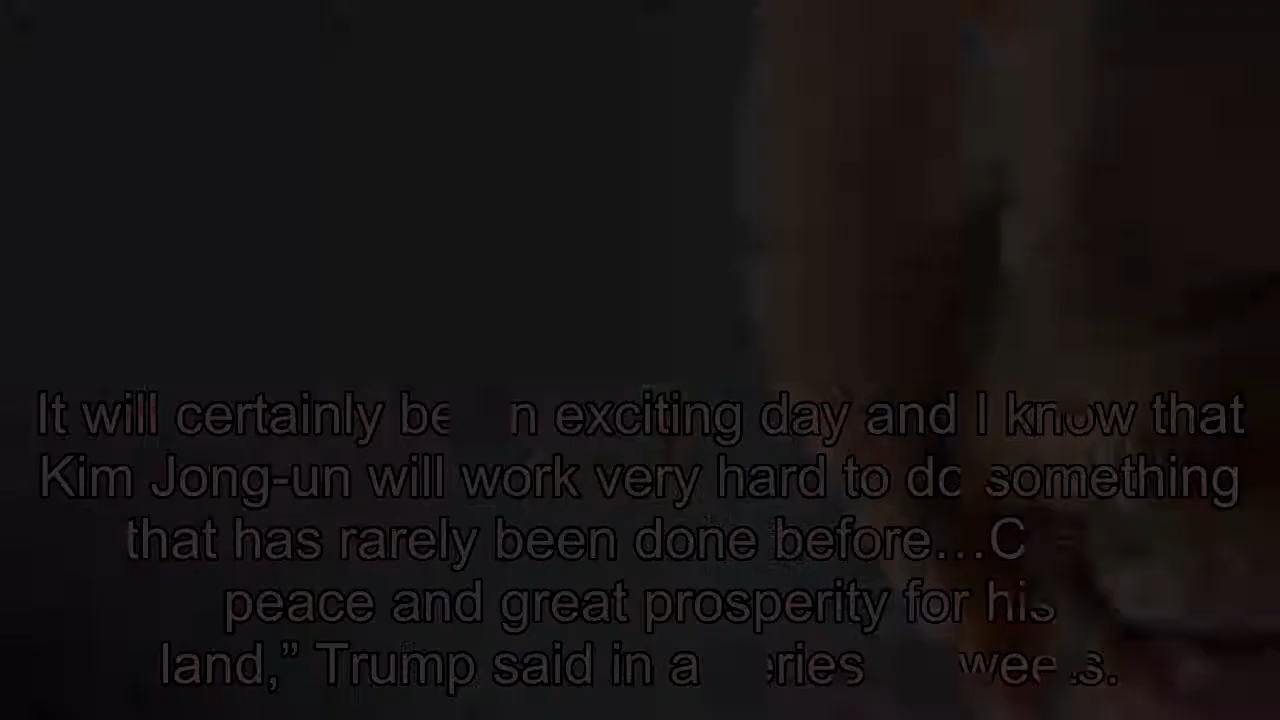 It will certainly be exciting day and I know that
Kim Jong-un will work very hard to do something
that has rarely been done before…C
peace and great prosperity for his
land,” Trump said in a